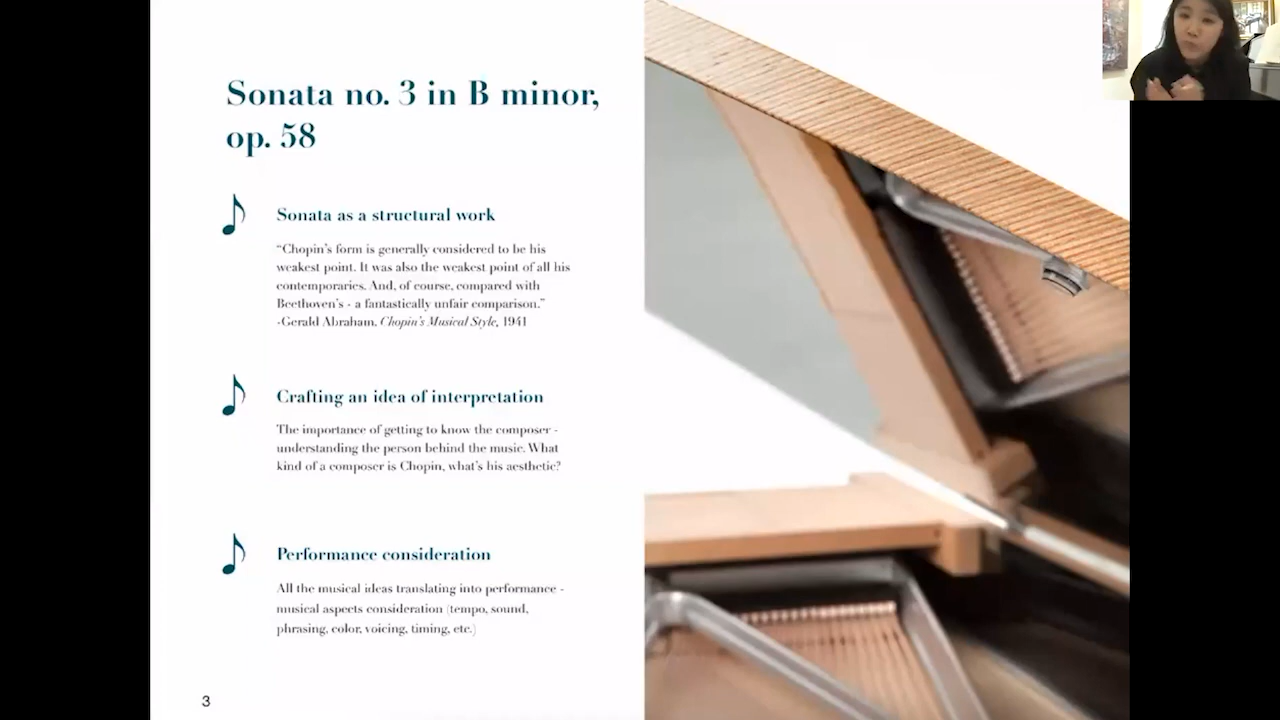 Sonata no. 3 in B minor,
op. 58
Sonata as a structural work
“Chopin’s form is generally considered to be his
weakest point. It was also the weakest point of all his
contemporaries. And, of course, compared with
Beethoven’s - a fantastically unfair comparison.”
-Gerald Abraham, Chopin’s Musical Style, 1941
Crafting an idea of interpretation
The importance of getting to know the composer -
understanding the person behind the music. What
kind of a composer is Chopin, what’s his aesthetic?
Performance consideration
All the musical ideas translating into performance -
musical aspects consideration (tempo, sound,
phrasing, color, voicing, timing, etc.)
3